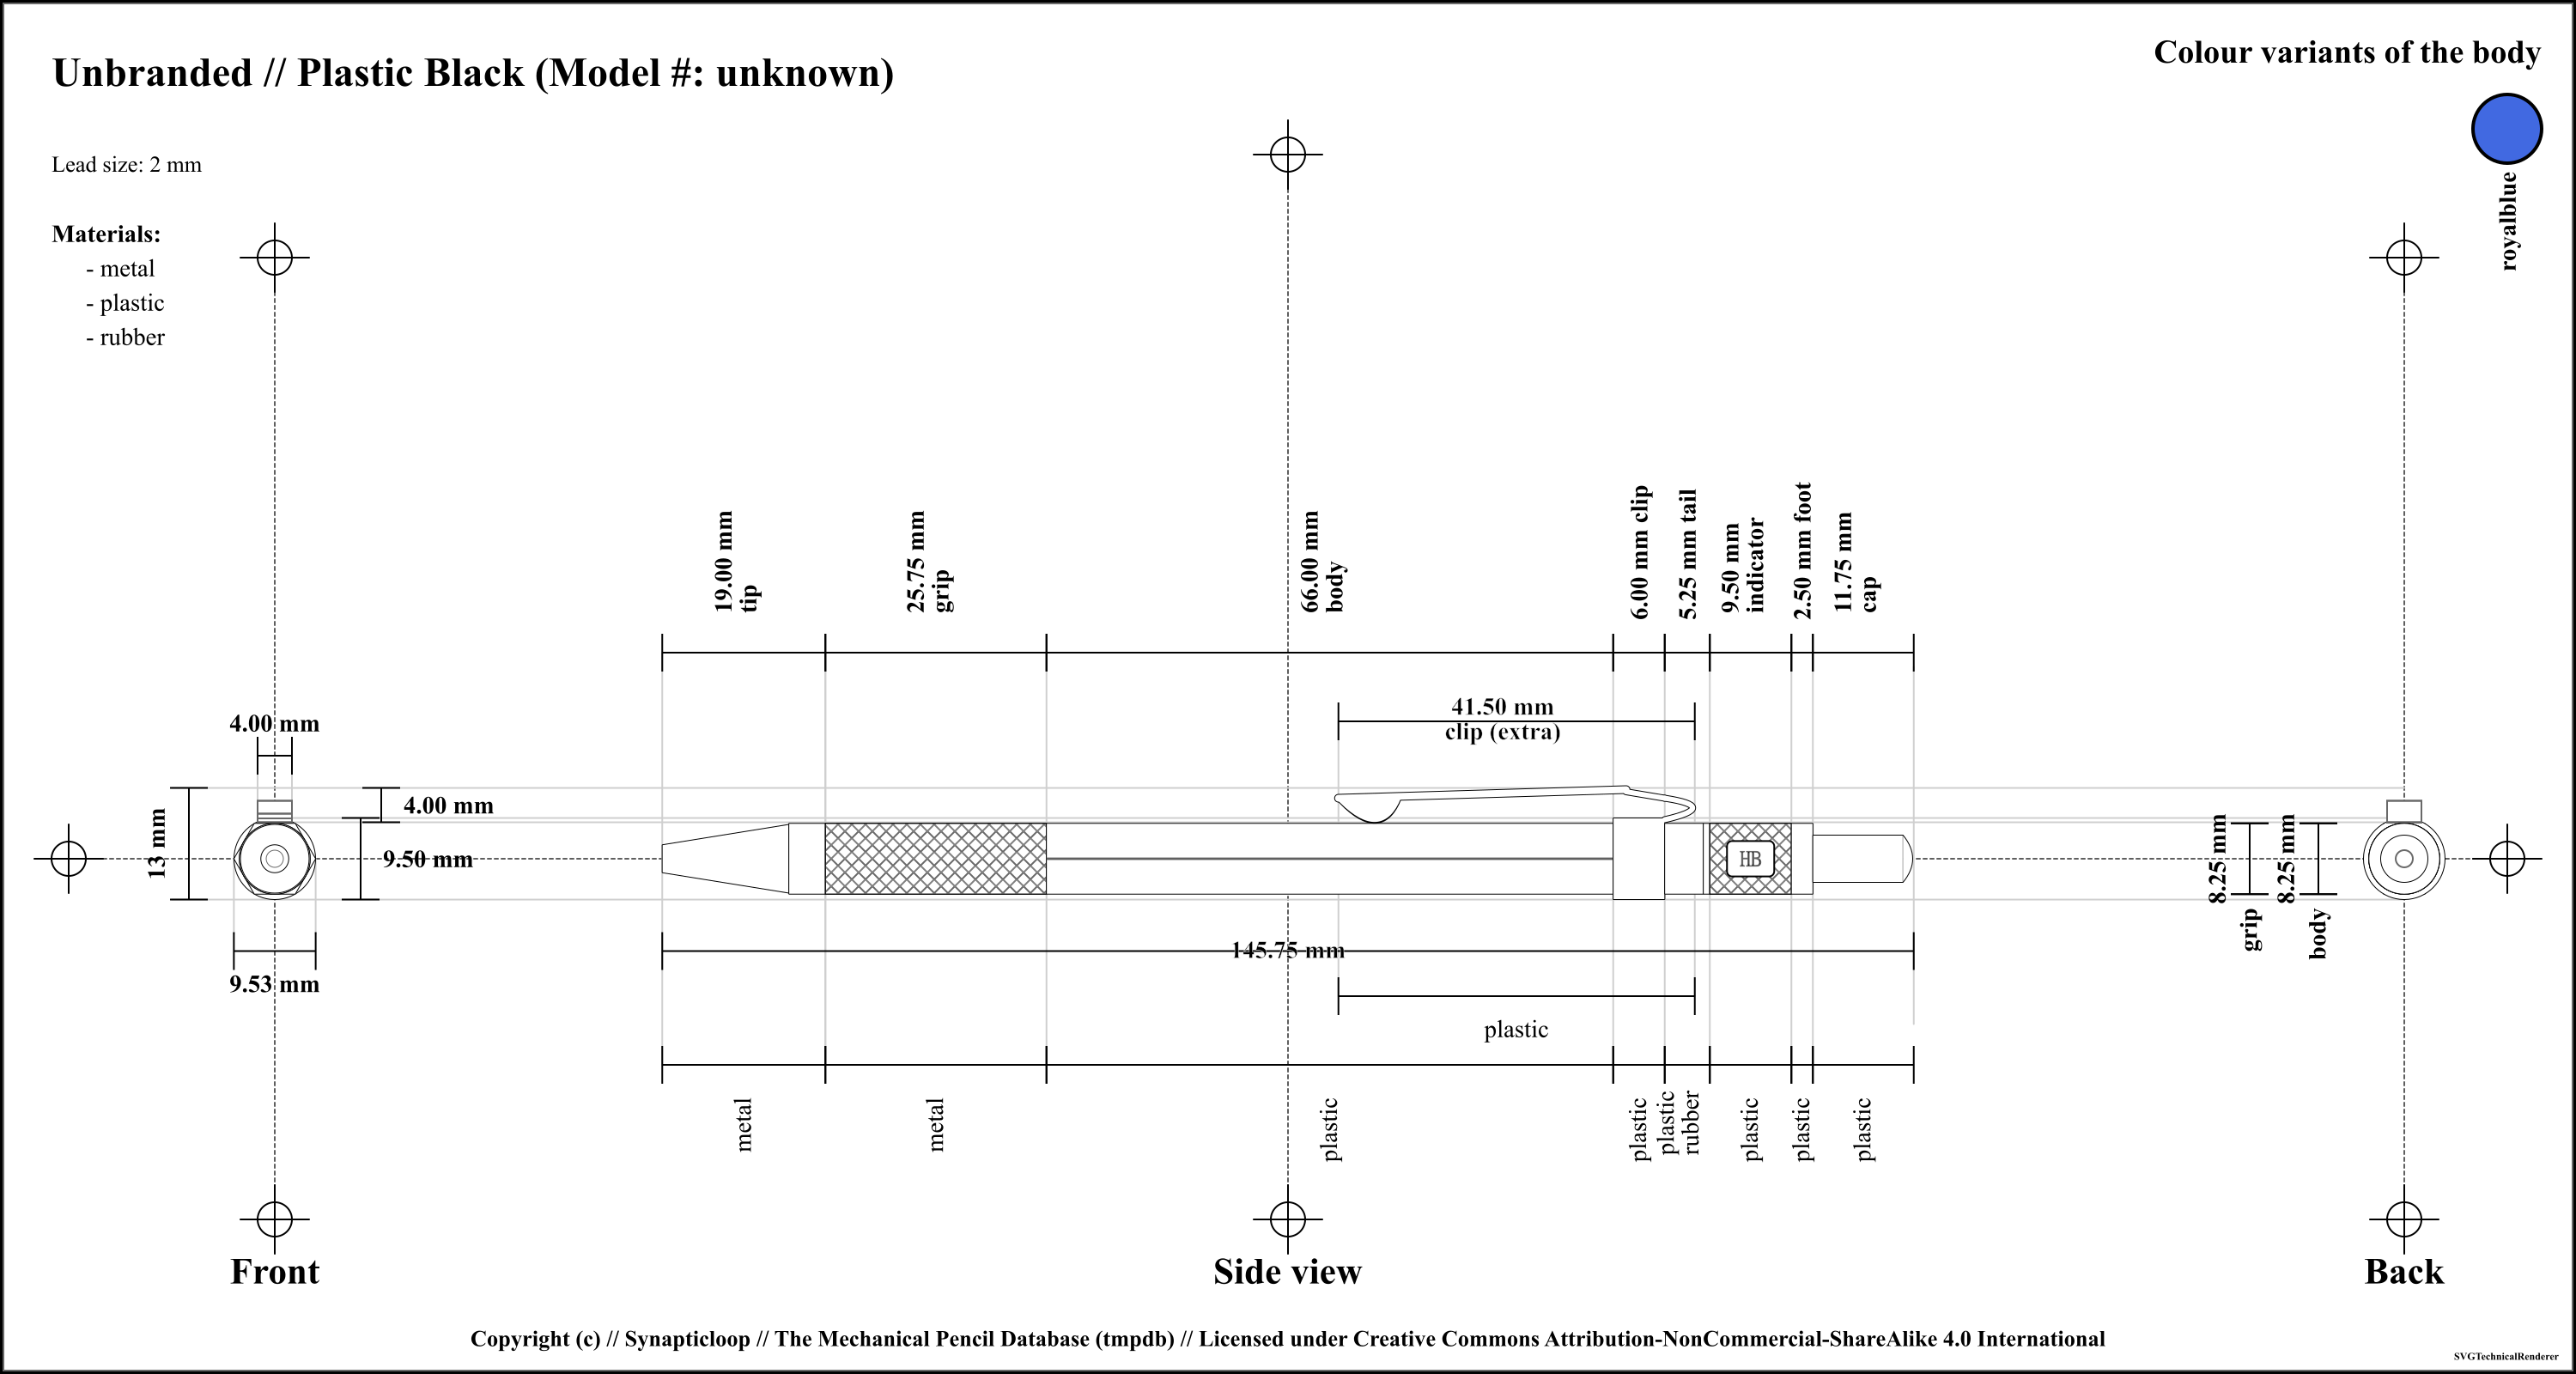 Unbranded // Plastic Black (Model #: unknown)
Colour variants of the body
royalblue
Lead size: 2 mm
Materials:
- metal
- plastic
- rubber
19.00 mm
tip
25.75 mm
grip
66.00 mm
body
6.00 mm clip
5.25 mm tail
9.50 mm
indicator
2.50 mm foot
11.75 mm
cap
41.50 mm
clip (extra)
4.00 mm
4.00 mm
13 mm
9.50 mm
9.53 mm
HB
8.25 mm
grip
8.25 mm
body
145.75 mm
plastic
metal
metal
plastic
plastic
plastic
rubber
plastic
plastic
plastic
Front
Side view
Back
Copyright (c) // Synapticloop // The Mechanical Pencil Database (tmpdb) // Licensed under Creative Commons Attribution-NonCommercial-ShareAlike 4.0 International
SVGTechnicalRenderer